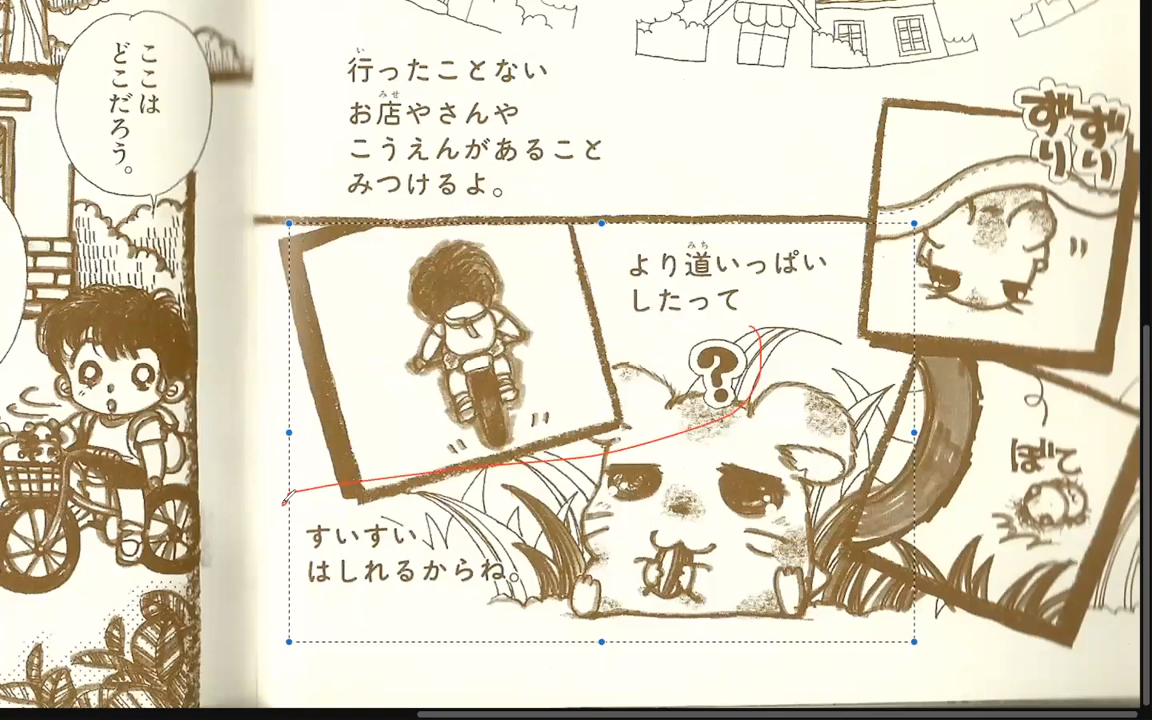 ここは
どこだろう。
行ったことない
お店やさんや
こうえんがあること
みつけるよ。
ずりずり
より道いっぱい
したって
?
ぼて
すいすい
はしれるからね。